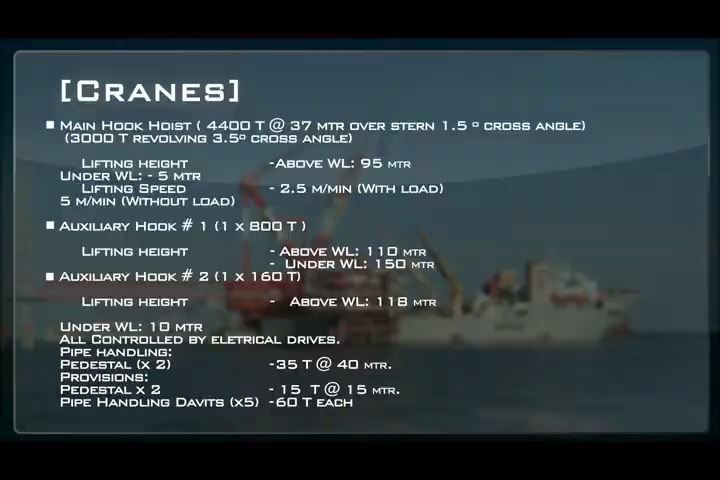 [CRANES]
■ MAIN HOOK HOIST ( 4400 T @ 37 MTR OVER STERN 1.5 º CROSS ANGLE)
(3000 T REVOLVING 3.5º CROSS ANGLE)
LIFTING HEIGHT -ABOVE WL: 95 MTR
UNDER WL: - 5 MTR
LIFTING SPEED - 2.5 M/MIN (WITH LOAD)
5 M/MIN (WITHOUT LOAD)
■ AUXILIARY HOOK # 1 (1 X 800 T )
LIFTING HEIGHT - ABOVE WL: 110 MTR
- UNDER WL: 150 MTR
■ AUXILIARY HOOK # 2 (1 X 160 T)
LIFTING HEIGHT - ABOVE WL: 118 MTR
UNDER WL: 10 MTR
ALL CONTROLLED BY ELETRICAL DRIVES.
PIPE HANDLING:
PEDESTAL (X 2) -35 T @ 40 MTR.
PROVISIONS:
PEDESTAL X 2 - 15 T @ 15 MTR.
PIPE HANDLING DAVITS (X5) -60 T EACH